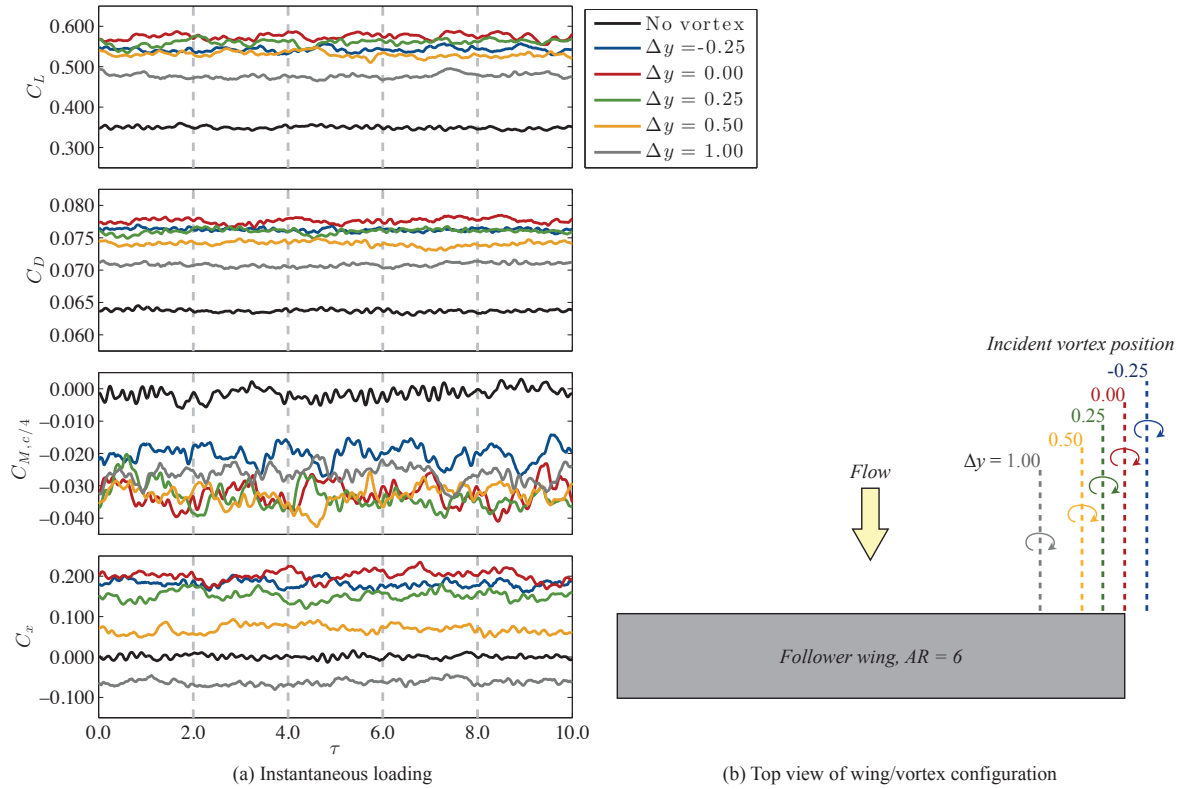 0.600
0.500
0.400
0.300
C_L
No vortex
Δy =-0.25
Δy = 0.00
Δy = 0.25
Δy = 0.50
Δy = 1.00
0.080
0.075
0.070
0.065
0.060
C_D
0.000
−0.010
−0.020
−0.030
−0.040
C_{M,c/4}
0.200
0.100
0.000
−0.100
C_x
0.0 2.0 4.0 6.0 8.0 10.0
τ
(a) Instantaneous loading
Incident vortex position
-0.25
0.00
0.25
0.50
Δy = 1.00
Flow
Follower wing, AR = 6
(b) Top view of wing/vortex configuration